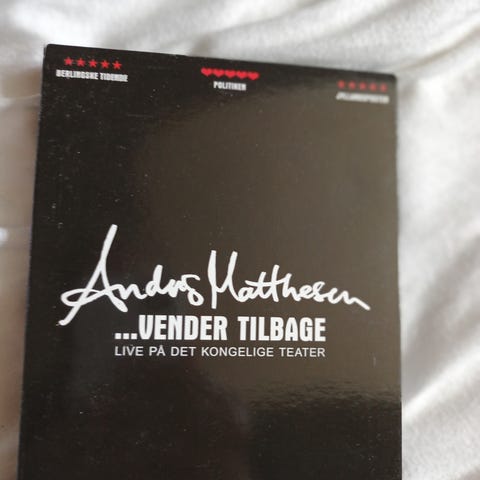 BERLINGSKE TIDENDE
POLITIKEN
JYLLANDSPOSTEN
Anders Matthesen
...VENDER TILBAGE
LIVE PÅ DET KONGELIGE TEATER